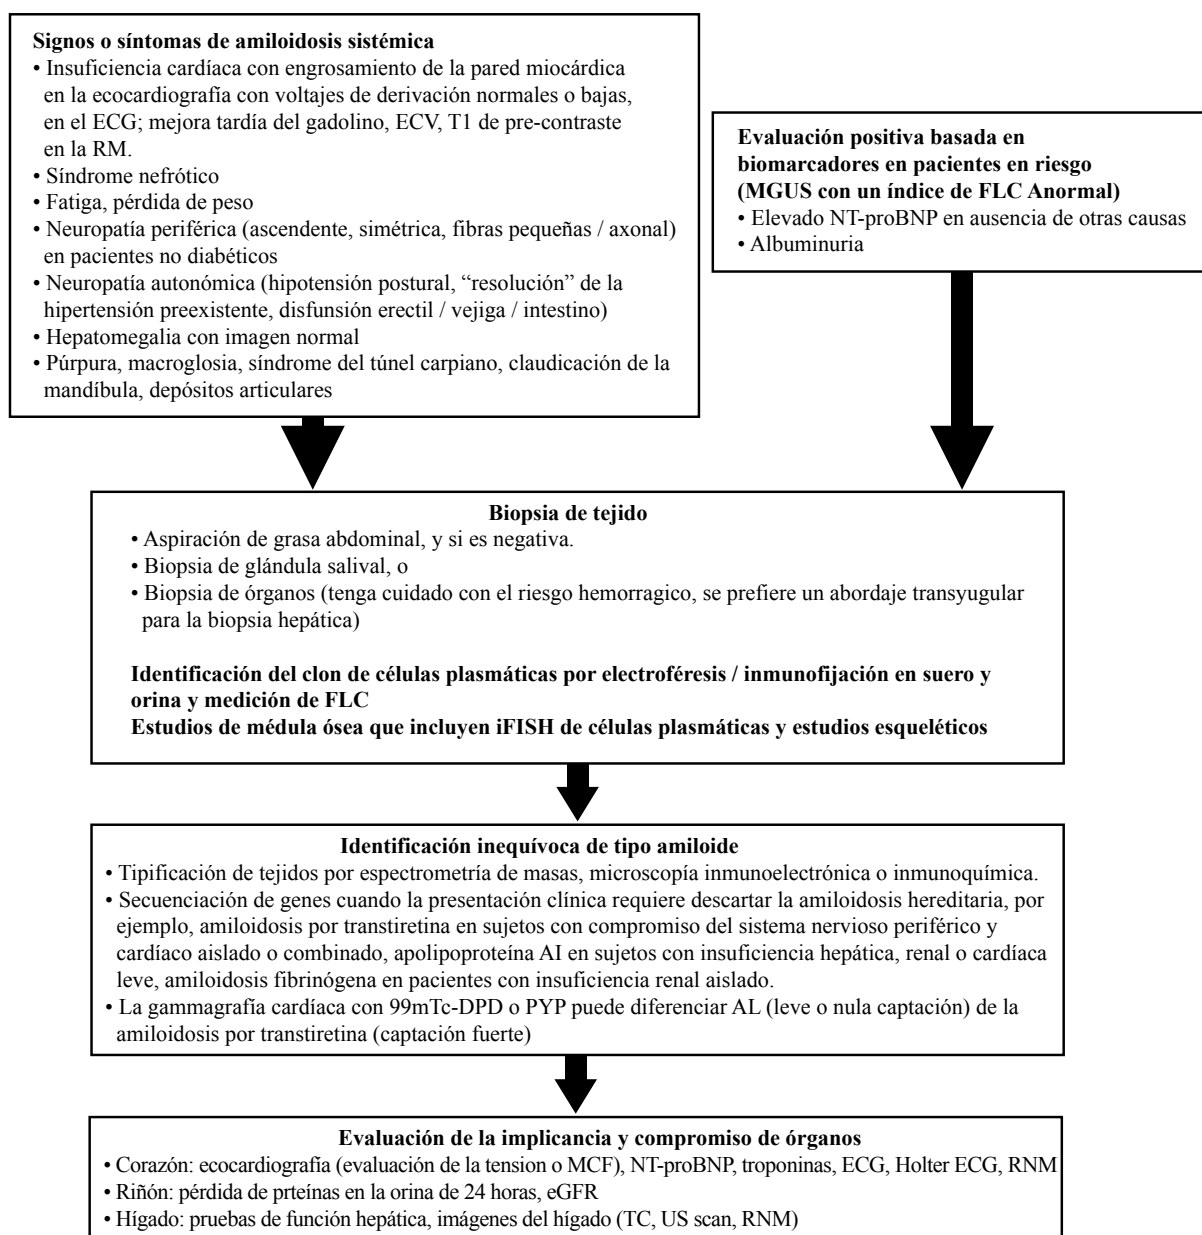 Signos o síntomas de amiloidosis sistémica
• Insuficiencia cardíaca con engrosamiento de la pared miocárdica
en la ecocardiografía con voltajes de derivación normales o bajas,
en el ECG; mejora tardía del gadolino, ECV, T1 de pre-contraste
en la RM.
• Síndrome nefrótico
• Fatiga, pérdida de peso
• Neuropatía periférica (ascendente, simétrica, fibras pequeñas / axonal)
en pacientes no diabéticos
• Neuropatía autonómica (hipotensión postural, “resolución” de la
hipertensión preexistente, disfunsión erectil / vejiga / intestino)
• Hepatomegalia con imagen normal
• Púrpura, macroglosia, síndrome del túnel carpiano, claudicación de la
mandíbula, depósitos articulares
Evaluación positiva basada en
biomarcadores en pacientes en riesgo
(MGUS con un índice de FLC Anormal)
• Elevado NT-proBNP en ausencia de otras causas
• Albuminuria
Biopsia de tejido
• Aspiración de grasa abdominal, y si es negativa.
• Biopsia de glándula salival, o
• Biopsia de órganos (tenga cuidado con el riesgo hemorragico, se prefiere un abordaje transyugular
para la biopsia hepática)
Identificación del clon de células plasmáticas por electroféresis / inmunofijación en suero y
orina y medición de FLC
Estudios de médula ósea que incluyen iFISH de células plasmáticas y estudios esqueléticos
Identificación inequívoca de tipo amiloide
• Tipificación de tejidos por espectrometría de masas, microscopía inmunoelectrónica o inmunoquímica.
• Secuenciación de genes cuando la presentación clínica requiere descartar la amiloidosis hereditaria, por
ejemplo, amiloidosis por transtiretina en sujetos con compromiso del sistema nervioso periférico y
cardíaco aislado o combinado, apolipoproteína AI en sujetos con insuficiencia hepática, renal o cardíaca
leve, amiloidosis fibrinógena en pacientes con insuficiencia renal aislado.
• La gammagrafía cardíaca con 99mTc-DPD o PYP puede diferenciar AL (leve o nula captación) de la
amiloidosis por transtiretina (captación fuerte)
Evaluación de la implicancia y compromiso de órganos
• Corazón: ecocardiografía (evaluación de la tension o MCF), NT-proBNP, troponinas, ECG, Holter ECG, RNM
• Riñón: pérdida de prteínas en la orina de 24 horas, eGFR
• Hígado: pruebas de función hepática, imágenes del hígado (TC, US scan, RNM)